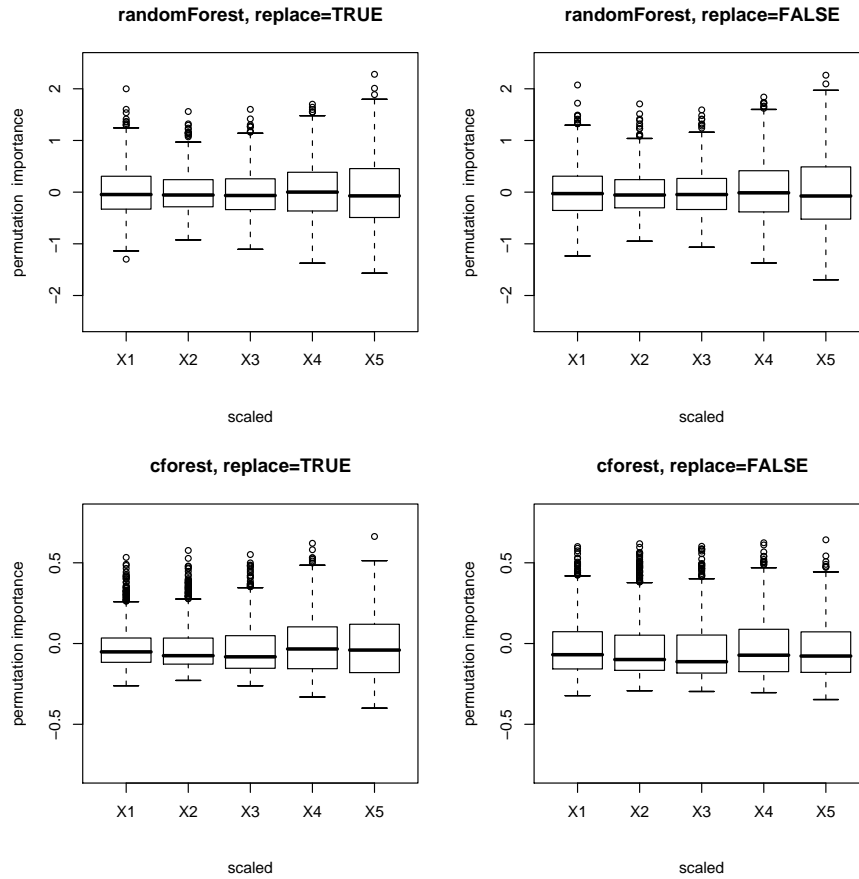 randomForest, replace=TRUE
permutation importance
2
1
0
−1
−2
X1 X2 X3 X4 X5
scaled
randomForest, replace=FALSE
permutation importance
2
1
0
−1
−2
X1 X2 X3 X4 X5
scaled
cforest, replace=TRUE
permutation importance
0.5
0.0
−0.5
X1 X2 X3 X4 X5
scaled
cforest, replace=FALSE
permutation importance
0.5
0.0
−0.5
X1 X2 X3 X4 X5
scaled